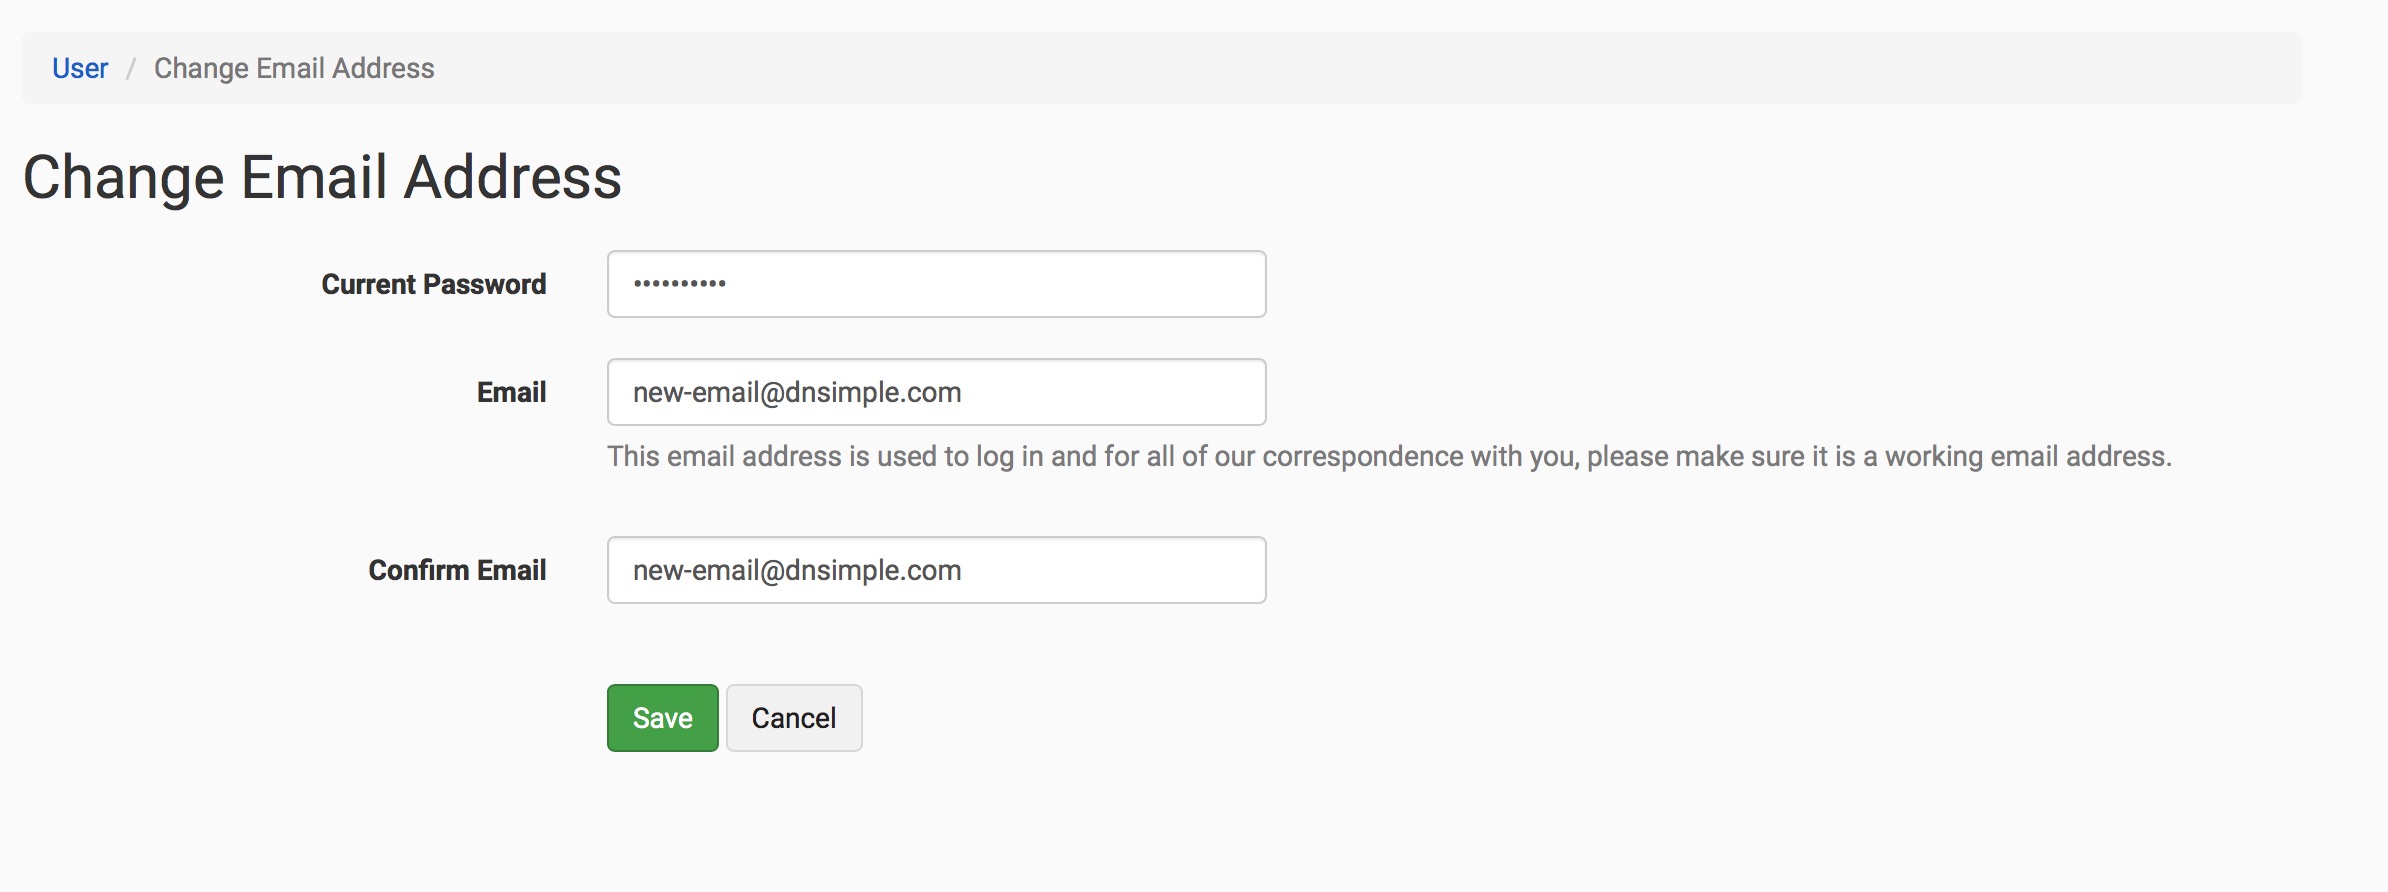 User / Change Email Address
Change Email Address
Current Password ••••••••••
Email new-email@dnsimple.com
This email address is used to log in and for all of our correspondence with you, please make sure it is a working email address.
Confirm Email new-email@dnsimple.com
Save Cancel